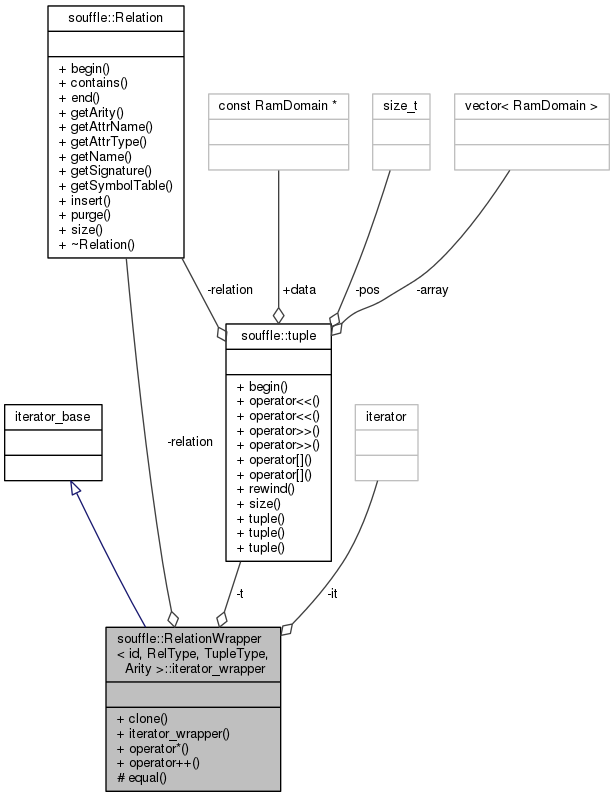 souffle::Relation
+ begin()
+ contains()
+ end()
+ getArity()
+ getAttrName()
+ getAttrType()
+ getName()
+ getSignature()
+ getSymbolTable()
+ insert()
+ purge()
+ size()
+ ~Relation()
const RamDomain *
size_t
vector< RamDomain >
-relation
+data
-pos
-array
souffle::tuple
+ begin()
+ operator<<()
+ operator<<()
+ operator>>()
+ operator>>()
+ operator[]()
+ operator[]()
+ rewind()
+ size()
+ tuple()
+ tuple()
+ tuple()
iterator_base
iterator
-relation
-t
-it
souffle::RelationWrapper
< id, RelType, TupleType,
Arity >::iterator_wrapper
+ clone()
+ iterator_wrapper()
+ operator*()
+ operator++()
# equal()